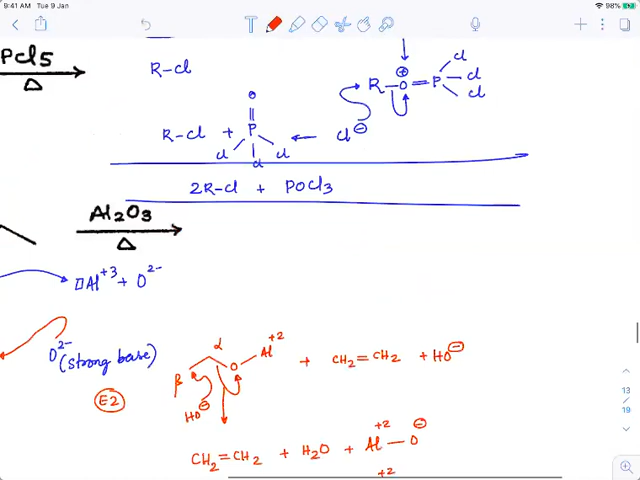 9:41 AM Tue 9 Jan
98%
PCl5
Δ
R-Cl
R-O=P Cl Cl Cl
⊕
O
R-Cl + P ← Cl⊖
Cl Cl Cl
2R-Cl + POCl3
Al2O3
Δ
□Al+3 + O2-
O2- (strong base)
E2
α
β
O-Al+2 + CH2=CH2 + HO⊖
HO⊖
CH2=CH2 + H2O + Al+2-O⊖
+2
13
19